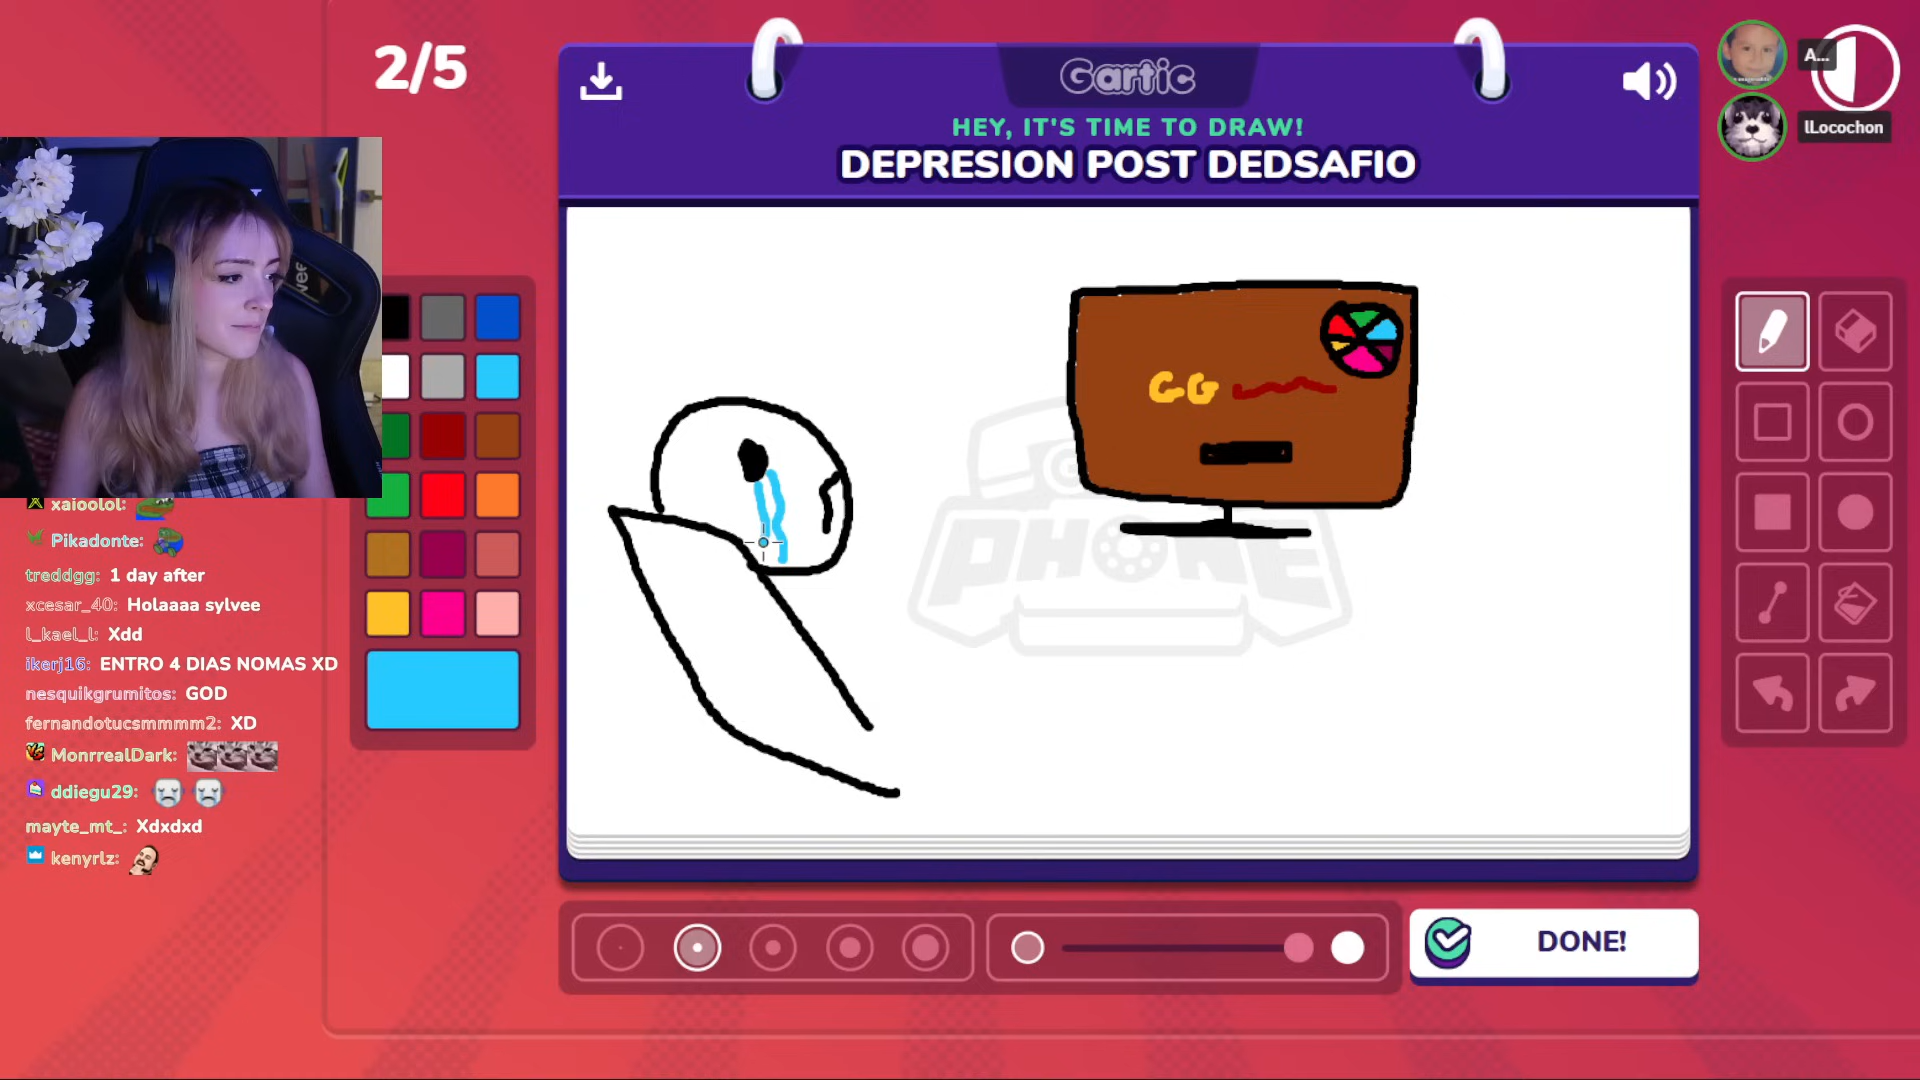 2/5
Gartic
HEY, IT'S TIME TO DRAW!
DEPRESION POST DEDSAFIO
A...
lLocochon
GG
PHONE
xaioolol:
Pikadonte:
treddgg: 1 day after
xcesar_40: Holaaaa sylvee
l_kael_l: Xdd
ikerj16: ENTRO 4 DIAS NOMAS XD
nesquikgrumitos: GOD
fernandotucsmmmm2: XD
MonrrealDark:
ddiegu29:
mayte_mt_: Xdxdxd
kenyrlz:
DONE!